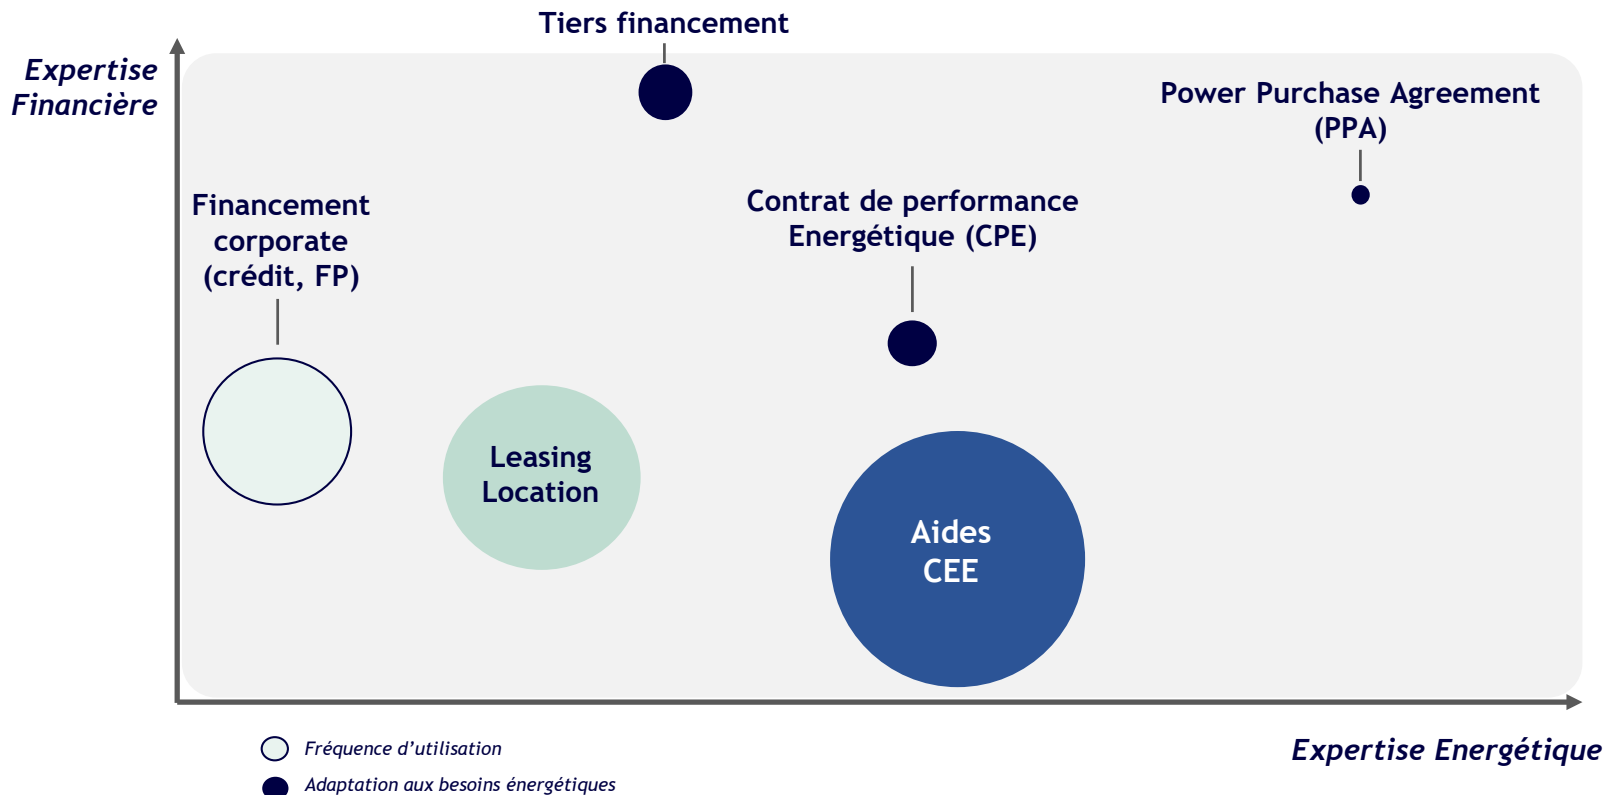 Tiers financement
Expertise
Financière
Power Purchase Agreement
(PPA)
Financement
corporate
(crédit, FP)
Contrat de performance
Energétique (CPE)
Leasing
Location
Aides
CEE
Expertise Energétique
Fréquence d’utilisation
Adaptation aux besoins énergétiques